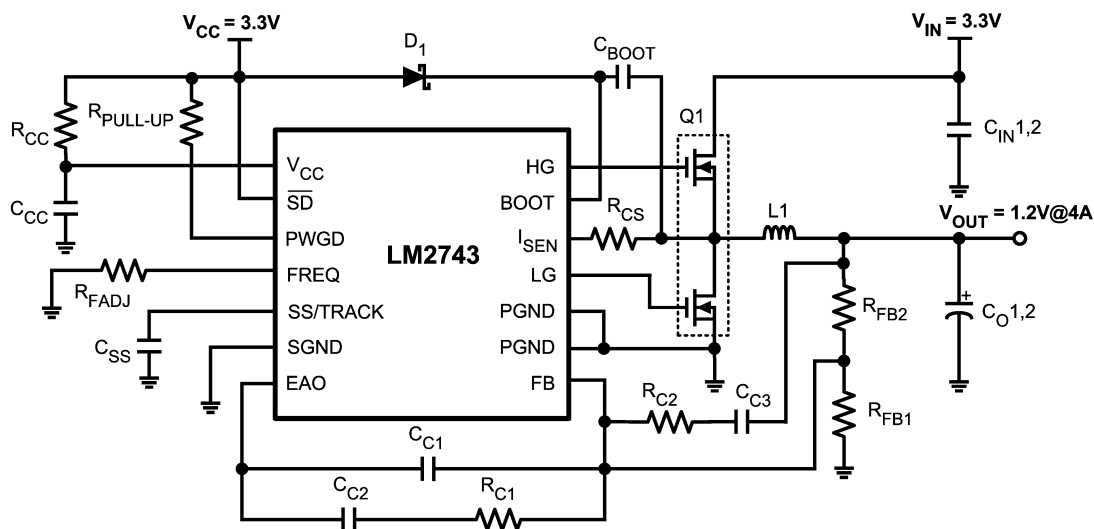 VCC = 3.3V
VIN = 3.3V
D1
CBOOT
RCC
RPULL-UP
Q1
CIN1,2
VCC
HG
CCC
SD
BOOT
RCS
L1
VOUT = 1.2V@4A
PWGD
LM2743
ISEN
FREQ
LG
RFADJ
SS/TRACK
PGND
RFB2
CO1,2
+
CSS
SGND
PGND
EAO
FB
RC2
CC3
RFB1
CC1
CC2
RC1